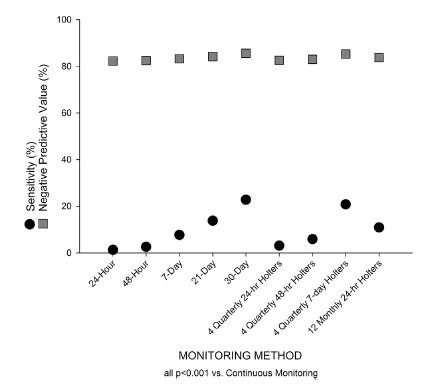 100
80
60
40
20
0
Sensitivity (%)
Negative Predictive Value (%)
24-Hour
48-Hour
7-Day
21-Day
30-Day
4 Quarterly 24-hr Holters
4 Quarterly 48-hr Holters
4 Quarterly 7-day Holters
12 Monthly 24-hr Holters
MONITORING METHOD
all p<0.001 vs. Continuous Monitoring